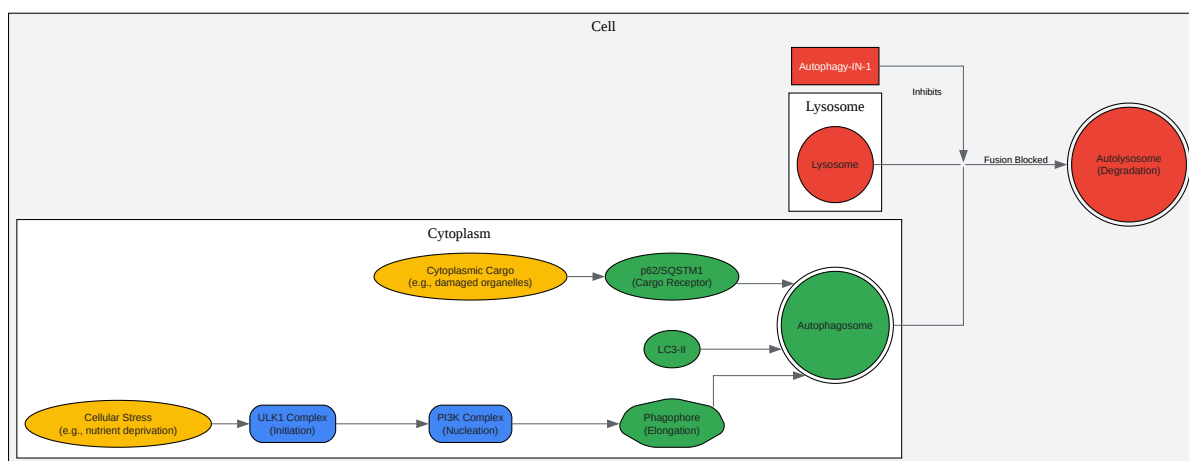 Cell
Autophagy-IN-1
Inhibits
Lysosome
Lysosome
Fusion Blocked
Autolysosome
(Degradation)
Cytoplasm
Cytoplasmic Cargo
(e.g., damaged organelles)
p62/SQSTM1
(Cargo Receptor)
Autophagosome
LC3-II
Cellular Stress
(e.g., nutrient deprivation)
ULK1 Complex
(Initiation)
PI3K Complex
(Nucleation)
Phagophore
(Elongation)